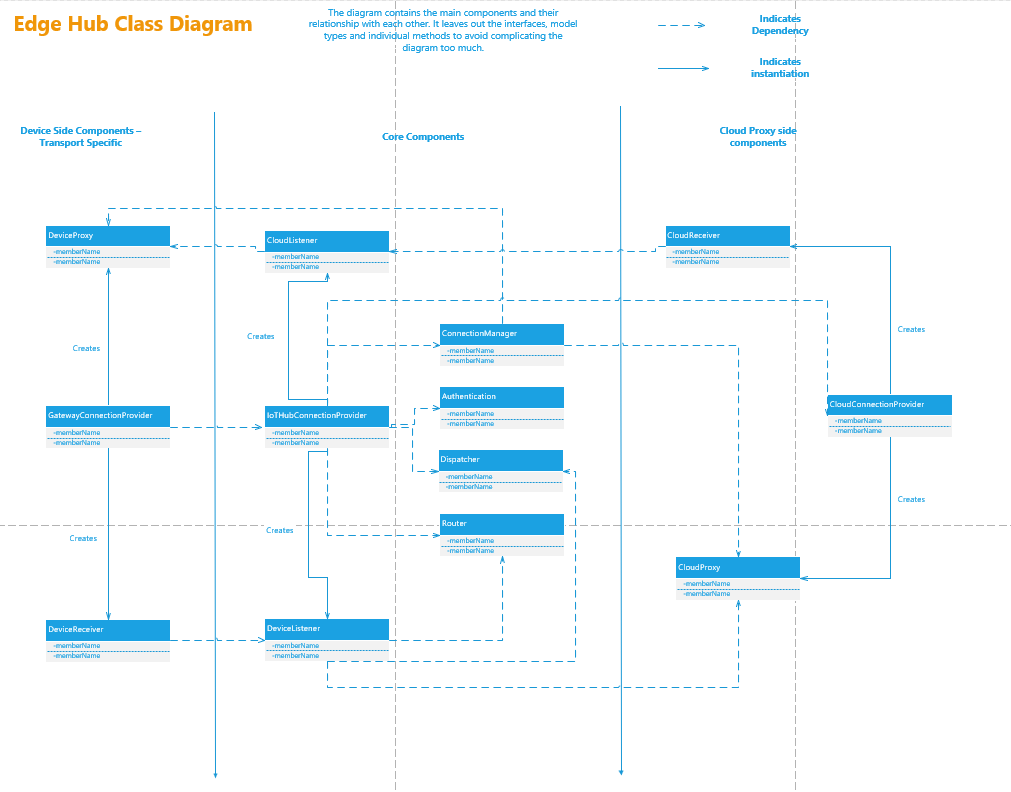 Edge Hub Class Diagram
The diagram contains the main components and their
relationship with each other. It leaves out the interfaces, model
types and individual methods to avoid complicating the
diagram too much.
Indicates
Dependency
Indicates
instantiation
Device Side Components –
Transport Specific
Core Components
Cloud Proxy side
components
DeviceProxy
-memberName
-memberName
CloudListener
-memberName
-memberName
CloudReceiver
-memberName
-memberName
Creates
Creates
ConnectionManager
-memberName
-memberName
Creates
GatewayConnectionProvider
-memberName
-memberName
IoTHubConnectionProvider
-memberName
-memberName
Authentication
-memberName
-memberName
CloudConnectionProvider
-memberName
-memberName
Dispatcher
-memberName
-memberName
Creates
Creates
Creates
Router
-memberName
-memberName
CloudProxy
-memberName
-memberName
DeviceReceiver
-memberName
-memberName
DeviceListener
-memberName
-memberName